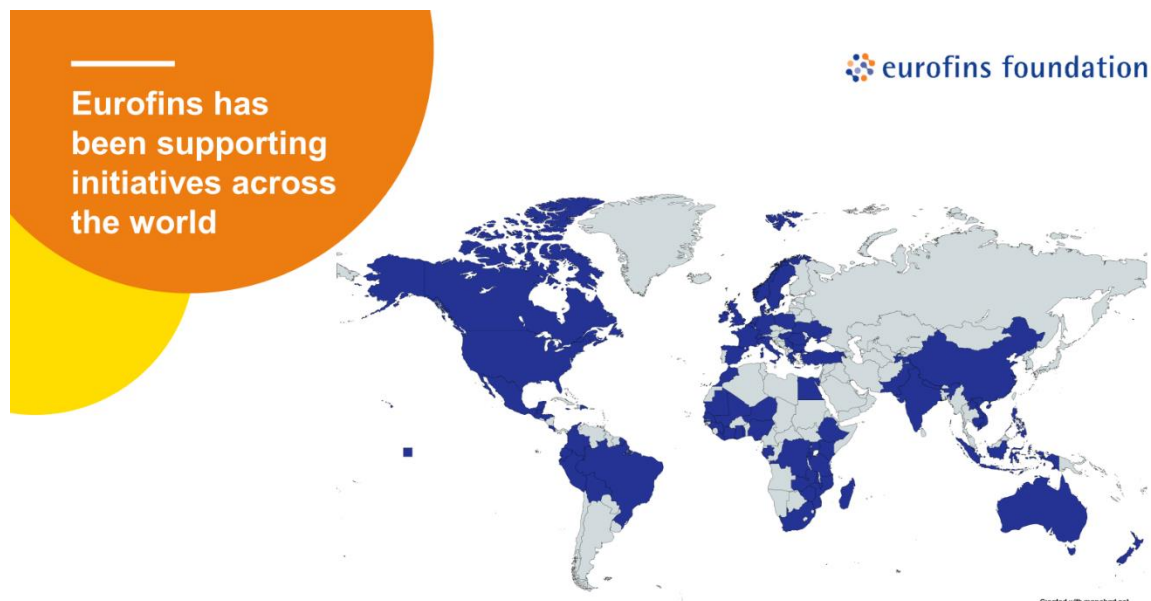 Eurofins has
been supporting
initiatives across
the world
eurofins foundation